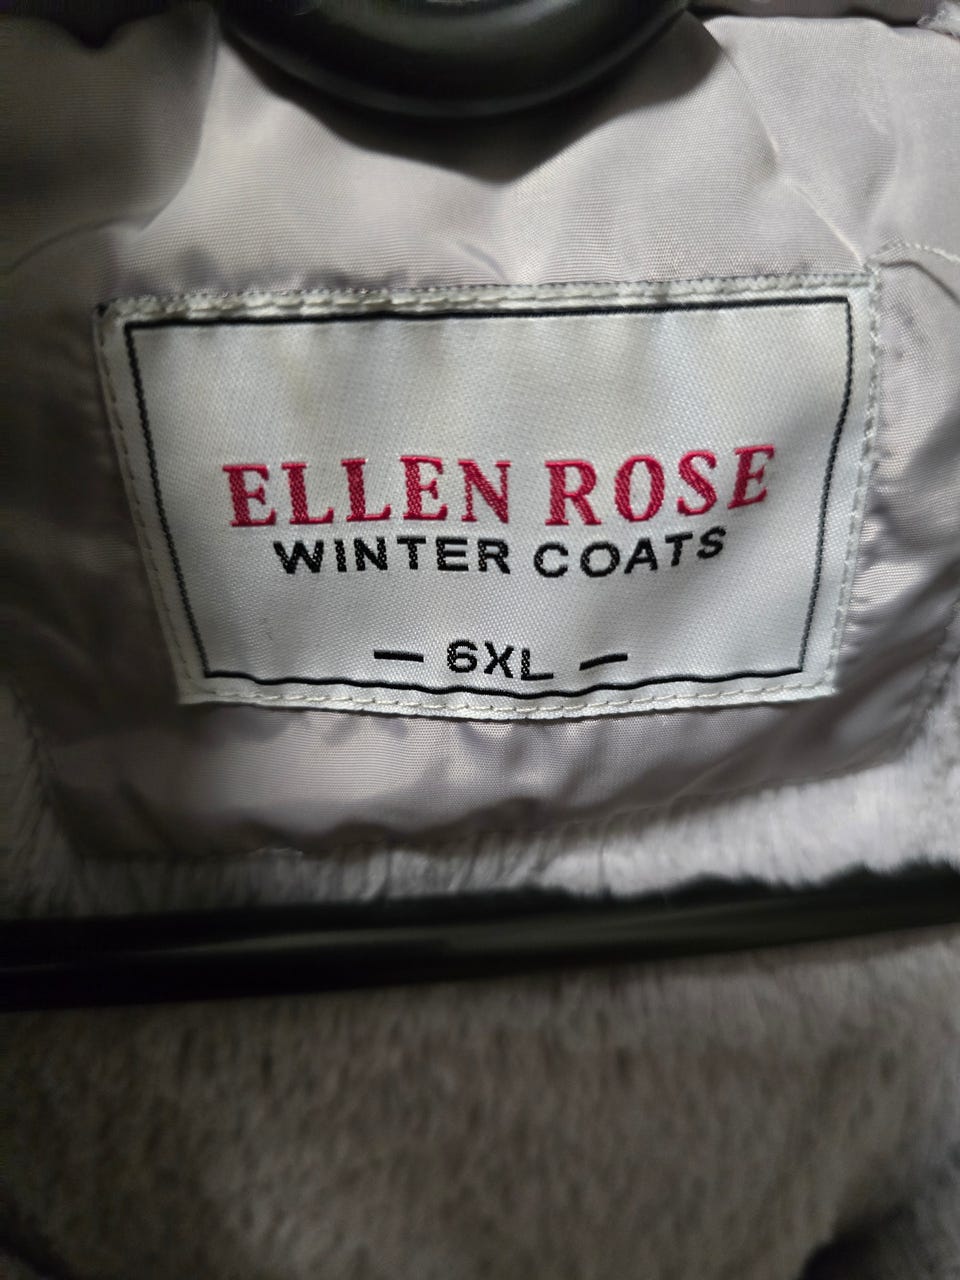 ELLEN ROSE
WINTER COATS
— 6XL —